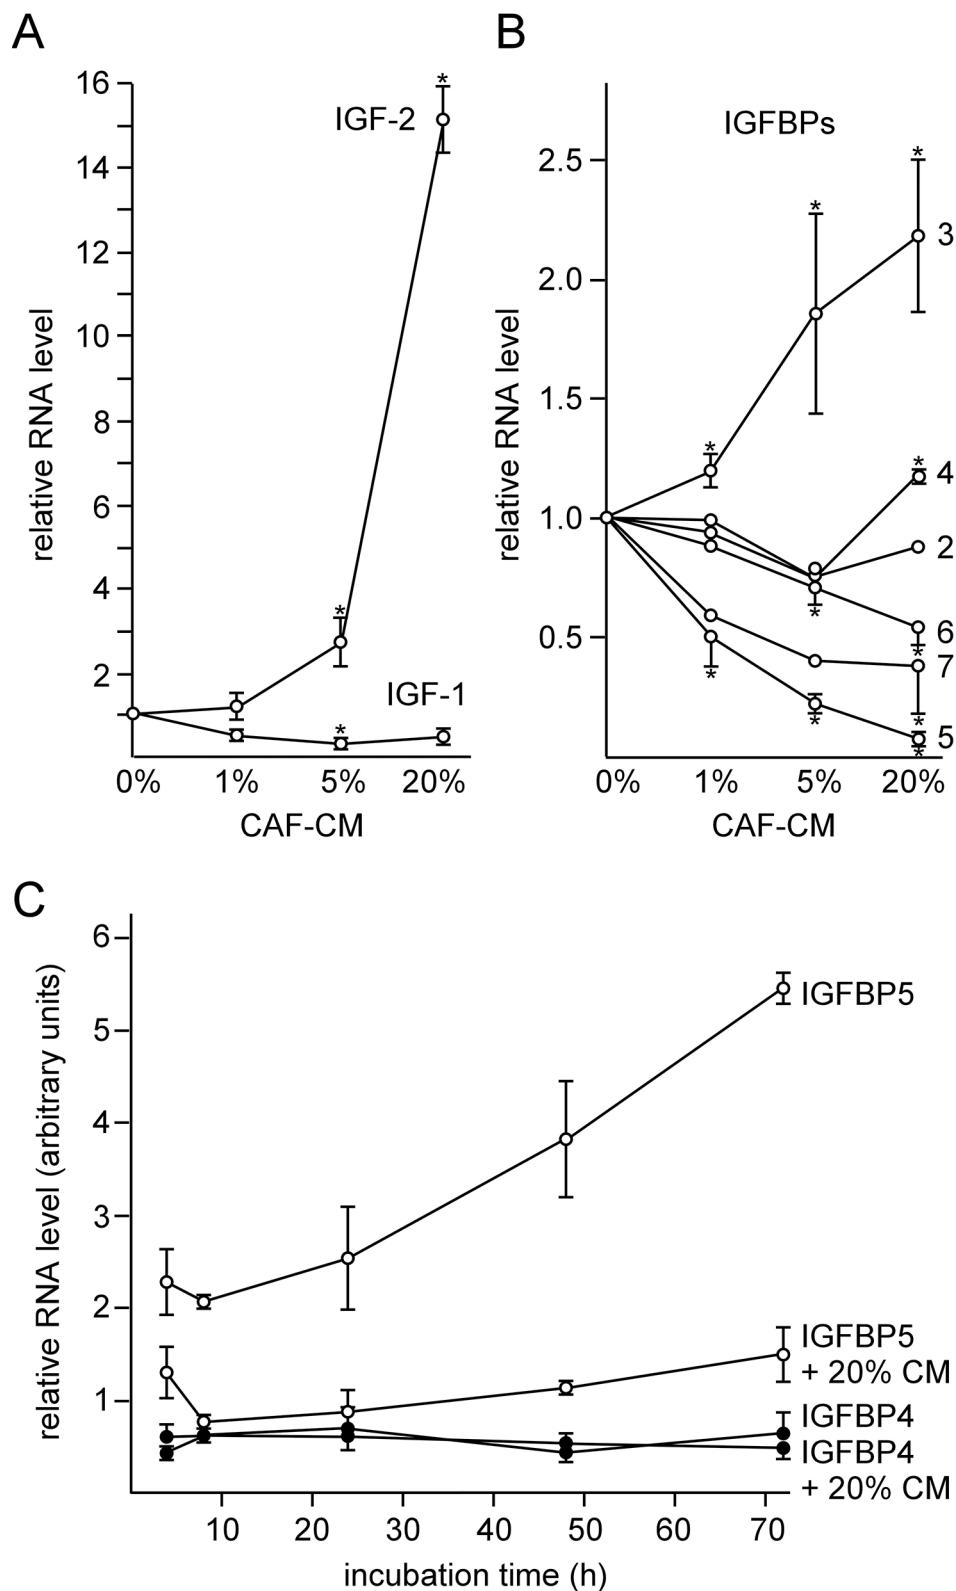 A
B
16
14
12
10
8
6
4
2
relative RNA level
IGF-2
*
*
IGF-1
*
0% 1% 5% 20%
CAF-CM
IGFBPs
2.5
2.0
1.5
1.0
0.5
relative RNA level
*
*
*
*
*
*
*
*
*
*
3
4
2
6
7
5
0% 1% 5% 20%
CAF-CM
C
6
5
4
3
2
1
relative RNA level (arbitrary units)
IGFBP5
IGFBP5
+ 20% CM
IGFBP4
IGFBP4
+ 20% CM
10 20 30 40 50 60 70
incubation time (h)